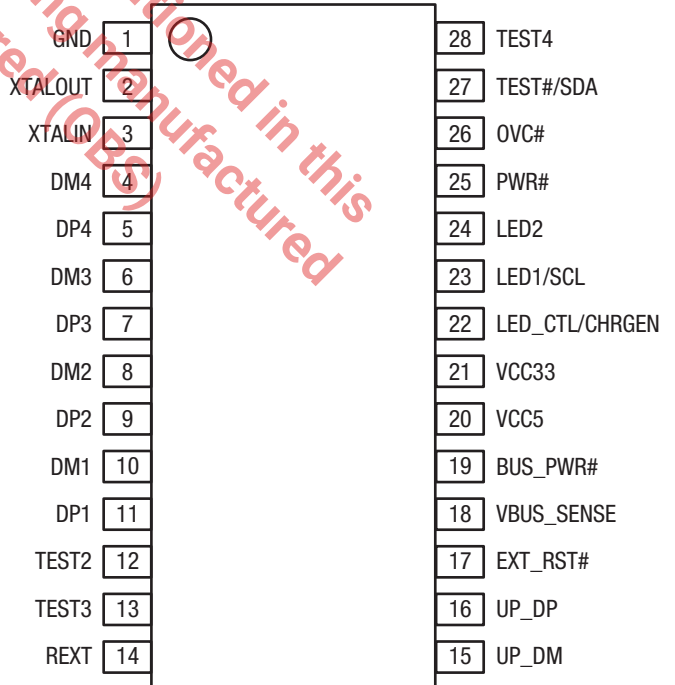 GND 1
XTALOUT 2
XTALIN 3
DM4 4
DP4 5
DM3 6
DP3 7
DM2 8
DP2 9
DM1 10
DP1 11
TEST2 12
TEST3 13
REXT 14
28 TEST4
27 TEST#/SDA
26 OVC#
25 PWR#
24 LED2
23 LED1/SCL
22 LED_CTL/CHRGEN
21 VCC33
20 VCC5
19 BUS_PWR#
18 VBUS_SENSE
17 EXT_RST#
16 UP_DP
15 UP_DM
in this
manufactured
(OBS)